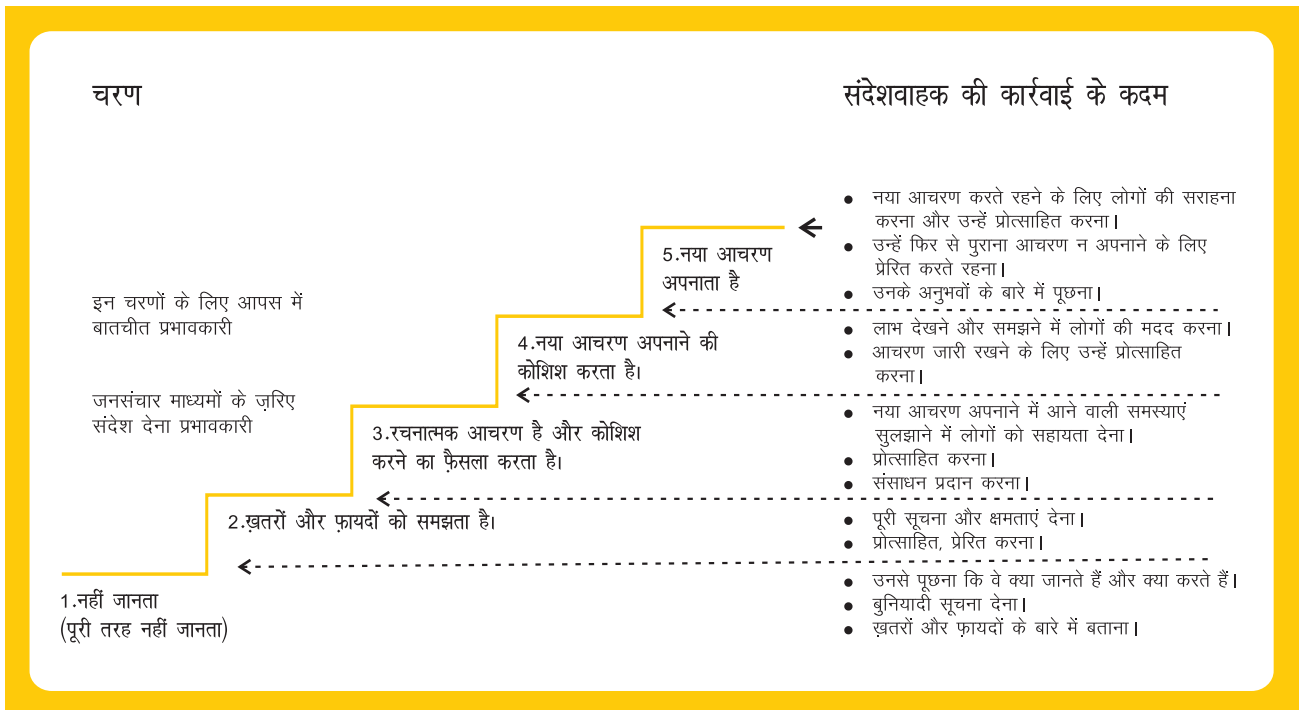 चरण
संदेशवाहक की कार्रवाई के कदम
इन चरणों के लिए आपस में
बातचीत प्रभावकारी
जनसंचार माध्यमों के ज़रिए
संदेश देना प्रभावकारी
5.नया आचरण
अपनाता है
4.नया आचरण अपनाने की
कोशिश करता है।
3.रचनात्मक आचरण है और कोशिश
करने का फ़ैसला करता है।
2.ख़तरों और फ़ायदों को समझता है।
1.नहीं जानता
(पूरी तरह नहीं जानता)
• नया आचरण करते रहने के लिए लोगों की सराहना
करना और उन्हें प्रोत्साहित करना।
• उन्हें फिर से पुराना आचरण न अपनाने के लिए
प्रेरित करते रहना।
• उनके अनुभवों के बारे में पूछना।
• लाभ देखने और समझने में लोगों की मदद करना।
• आचरण जारी रखने के लिए उन्हें प्रोत्साहित
करना।
• नया आचरण अपनाने में आने वाली समस्याएं
सुलझाने में लोगों को सहायता देना।
• प्रोत्साहित करना।
• संसाधन प्रदान करना।
• पूरी सूचना और क्षमताएं देना।
• प्रोत्साहित, प्रेरित करना।
• उनसे पूछना कि वे क्या जानते हैं और क्या करते हैं।
• बुनियादी सूचना देना।
• ख़तरों और फ़ायदों के बारे में बताना।